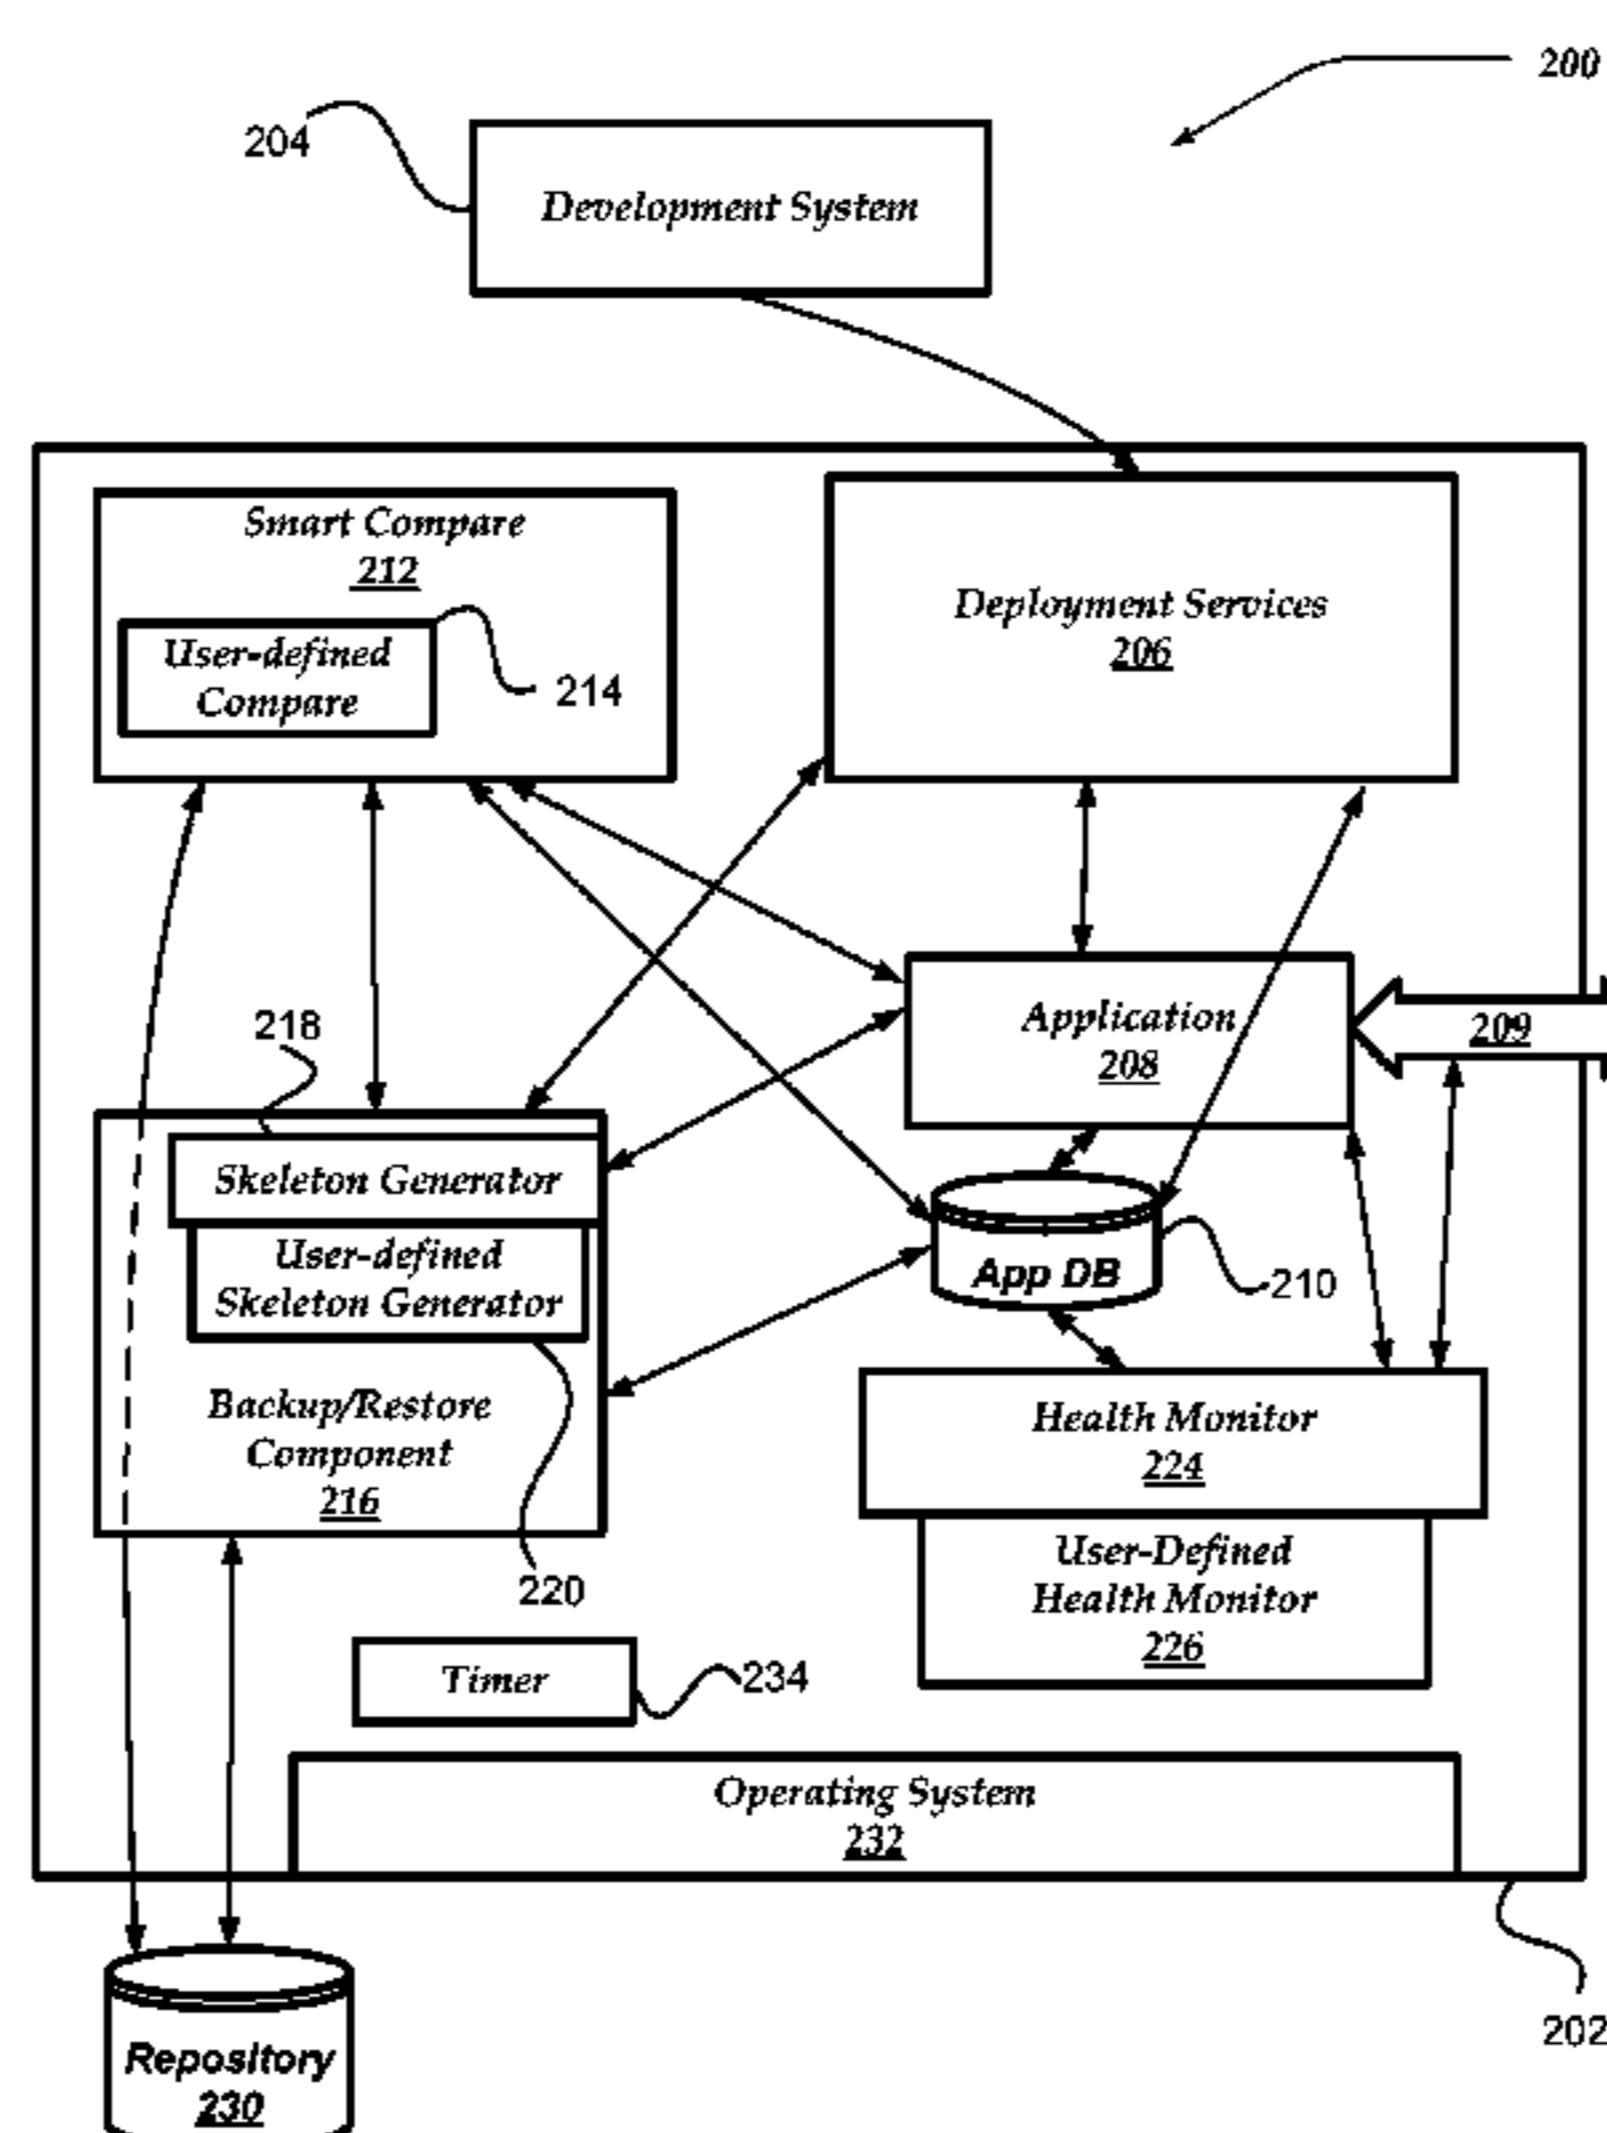 200
204
Development System
Smart Compare
212
User-defined
Compare
214
Deployment Services
206
Application
208
209
218
Skeleton Generator
User-defined
Skeleton Generator
App DB
210
Backup/Restore
Component
216
220
Health Monitor
224
User-Defined
Health Monitor
226
Timer
234
Operating System
232
202
Repository
230